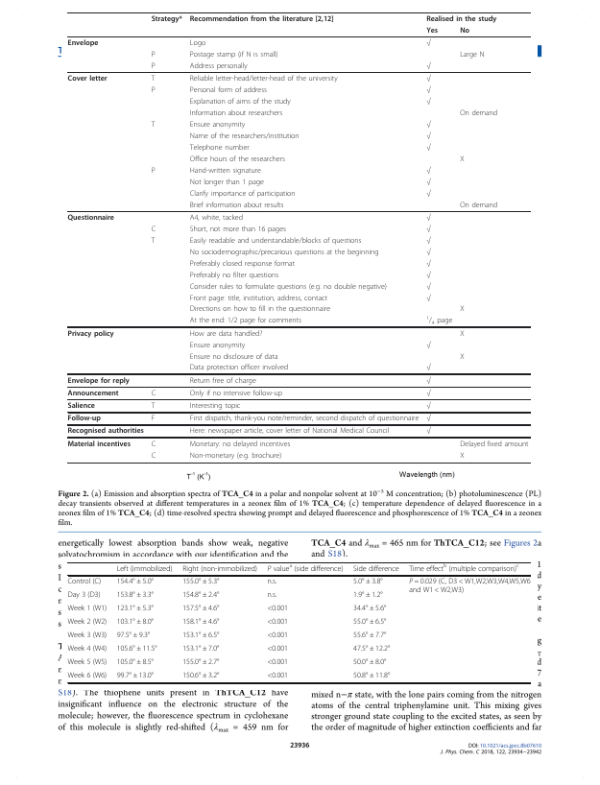 Strategy* Recommendation from the literature [2,12] Realised in the study
Yes No
Envelope Logo √
P Postage stamp (if N is small) Large N
P Address personally √
Cover letter T Reliable letter-head/letter-head of the university √
P Personal form of address √
Explanation of aims of the study √
Information about researchers On demand
T Ensure anonymity √
Name of the researchers/institution √
Telephone number √
Office hours of the researchers X
P Hand-written signature √
Not longer than 1 page √
Clarify importance of participation √
Brief information about results On demand
Questionnaire A4, white, tacked √
C Short, not more than 16 pages √
T Easily readable and understandable/blocks of questions √
No sociodemographic/precarious questions at the beginning √
Preferably closed response format √
Preferably no filter questions √
Consider rules to formulate questions (e.g. no double negative) √
Front page: title, institution, address, contact √
Directions on how to fill in the questionnaire X
At the end: 1/2 page for comments 1/4 page
Privacy policy How are data handled? X
Ensure anonymity √
Ensure no disclosure of data X
Data protection officer involved √
Envelope for reply Return free of charge √
Announcement C Only if no intensive follow-up √
Salience T Interesting topic √
Follow-up F First dispatch, thank-you note/reminder, second dispatch of questionnaire √
Recognised authorities Here: newspaper article, cover letter of National Medical Council √
Material incentives C Monetary: no delayed incentives Delayed fixed amount
C Non-monetary (e.g. brochure) X
T⁻¹ (K⁻¹) Wavelength (nm)
Figure 2. (a) Emission and absorption spectra of TCA_C4 in a polar and nonpolar solvent at 10⁻⁵ M concentration; (b) photoluminescence (PL)
decay transients observed at different temperatures in a zeonex film of 1% TCA_C4; (c) temperature dependence of delayed fluorescence in a
zeonex film of 1% TCA_C4; (d) time-resolved spectra showing prompt and delayed fluorescence and phosphorescence of 1% TCA_C4 in a zeonex
film.
energetically lowest absorption bands show weak, negative
solvatochromism in accordance with our identification and the
TCA_C4 and λmax = 465 nm for ThTCA_C12; see Figures 2a
and S18).
Left (immobilized) Right (non-immobilized) P valueᵃ (side difference) Side difference Time effectᵇ (multiple comparison)ᶜ
Control (C) 154.4° ± 5.0° 155.0° ± 5.3° n.s. 5.0° ± 3.8° P = 0.029 (C, D3 < W1,W2,W3,W4,W5,W6
and W1 < W2,W3)
Day 3 (D3) 153.8° ± 3.3° 154.8° ± 2.4° n.s. 1.9° ± 1.2°
Week 1 (W1) 123.1° ± 5.3° 157.5° ± 4.6° <0.001 34.4° ± 5.6°
Week 2 (W2) 103.1° ± 8.0° 158.1° ± 4.6° <0.001 55.0° ± 6.5°
Week 3 (W3) 97.5° ± 9.3° 153.1° ± 6.5° <0.001 55.6° ± 7.7°
Week 4 (W4) 105.6° ± 11.5° 153.1° ± 7.0° <0.001 47.5° ± 12.2°
Week 5 (W5) 105.0° ± 8.5° 155.0° ± 2.7° <0.001 50.0° ± 8.0°
Week 6 (W6) 99.7° ± 13.0° 150.6° ± 3.2° <0.001 50.8° ± 11.8°
S18). The thiophene units present in ThTCA_C12 have
insignificant influence on the electronic structure of the
molecule; however, the fluorescence spectrum in cyclohexane
of this molecule is slightly red-shifted (λmax = 459 nm for
mixed n−π state, with the lone pairs coming from the nitrogen
atoms of the central triphenylamine unit. This mixing gives
stronger ground state coupling to the excited states, as seen by
the order of magnitude of higher extinction coefficients and far
23936
DOI: 10.1021/acs.jpcc.8b07610
J. Phys. Chem. C 2018, 122, 23934−23942